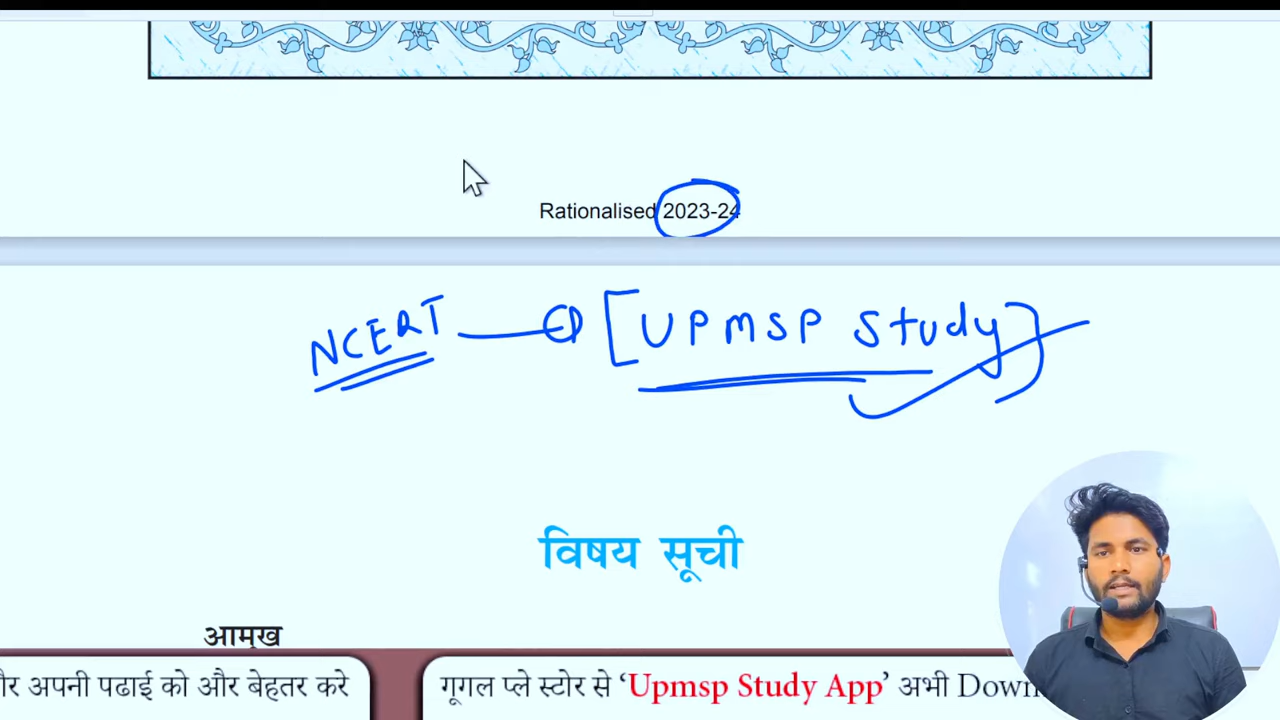 Rationalised 2023-24
NCERT [UPMSP Study]
विषय सूची
आमुख
और अपनी पढाई को और बेहतर करे
गूगल प्ले स्टोर से ‘Upmsp Study App’ अभी Down